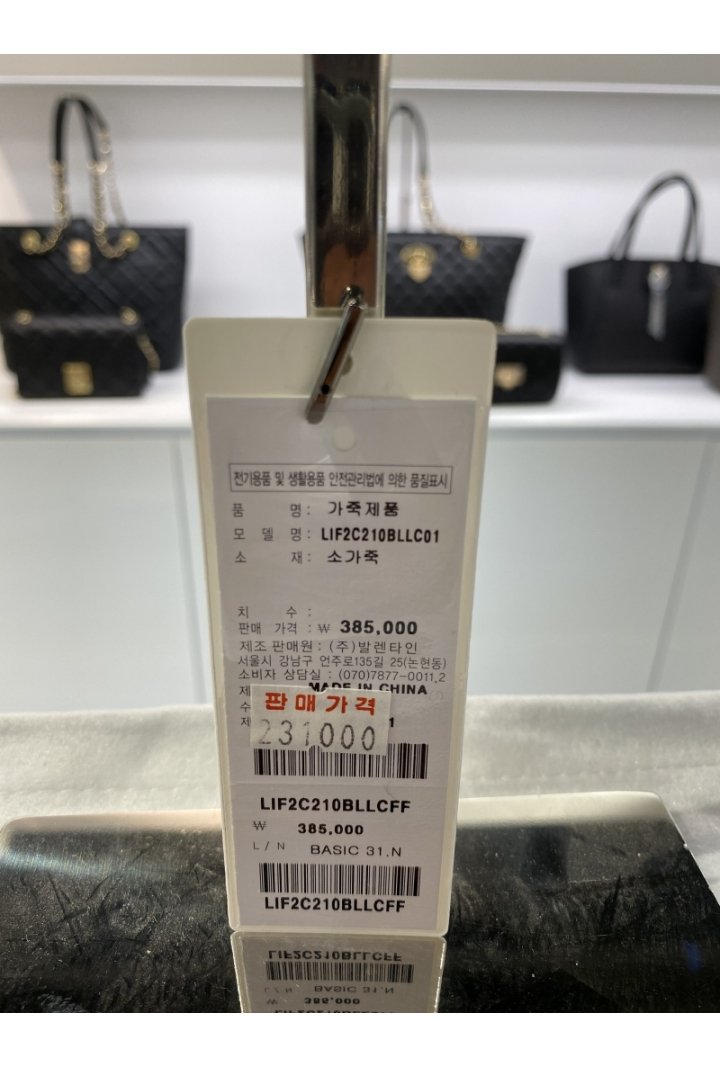 전기용품 및 생활용품 안전관리법에 의한 품질표시
품 명 : 가죽제품
모 델 명 : LIF2C210BLLC01
소 재 : 소가죽
치 수 :
판매 가격 : ₩ 385,000
제조 판매원 : (주)발렌타인
서울시 강남구 언주로135길 25(논현동)
소비자 상담실 : (070)7877-0011,2
제 MADE IN CHINA
수 판매가격
제 231000 1
LIF2C210BLLCFF
₩ 385,000
L / N BASIC 31.N
LIF2C210BLLCFF